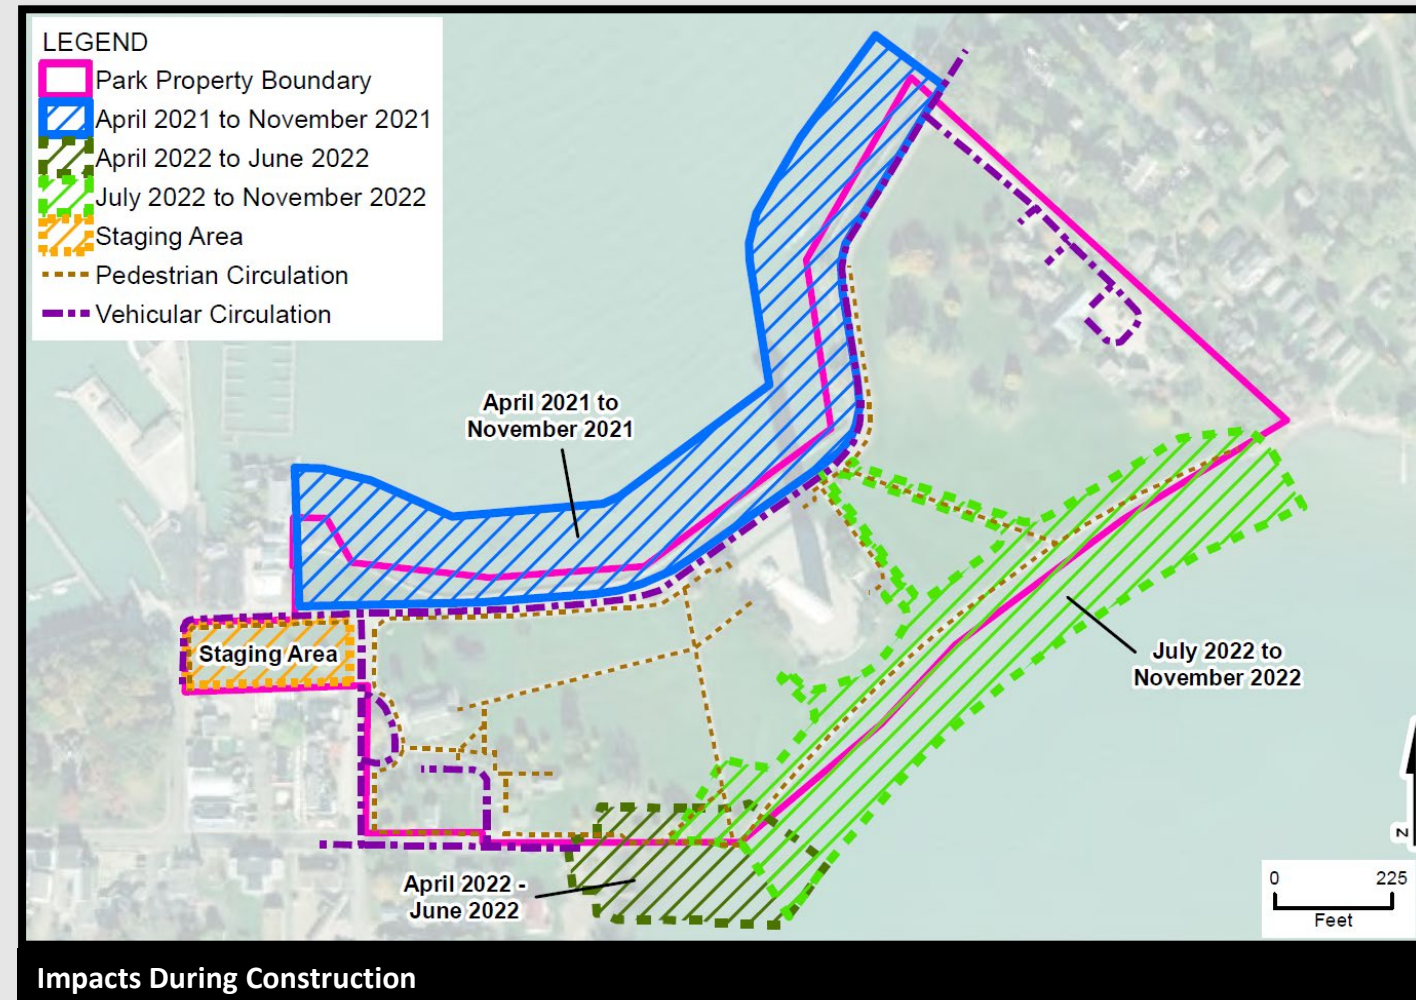 LEGEND
Park Property Boundary
April 2021 to November 2021
April 2022 to June 2022
July 2022 to November 2022
Staging Area
Pedestrian Circulation
Vehicular Circulation
April 2021 to
November 2021
Staging Area
July 2022 to
November 2022
April 2022 -
June 2022
N
0 225
Feet
Impacts During Construction